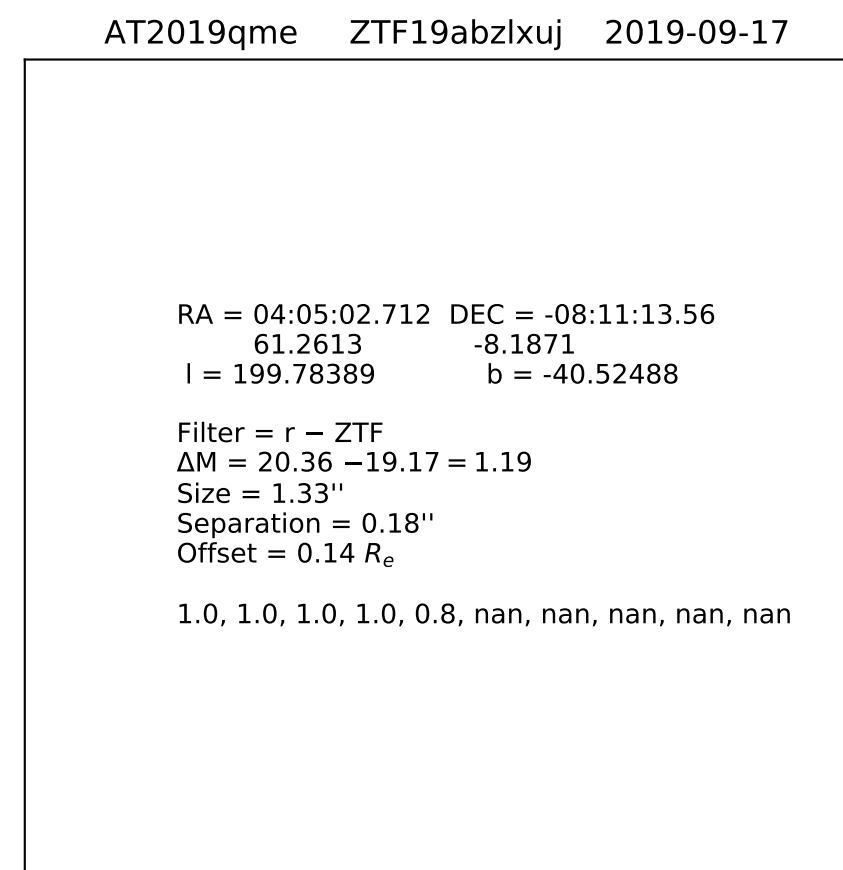 AT2019qme ZTF19abzlxuj 2019-09-17
RA = 04:05:02.712 DEC = -08:11:13.56
61.2613 -8.1871
l = 199.78389 b = -40.52488
Filter = r − ZTF
ΔM = 20.36 −19.17 = 1.19
Size = 1.33''
Separation = 0.18''
Offset = 0.14 Rₑ
1.0, 1.0, 1.0, 1.0, 0.8, nan, nan, nan, nan, nan